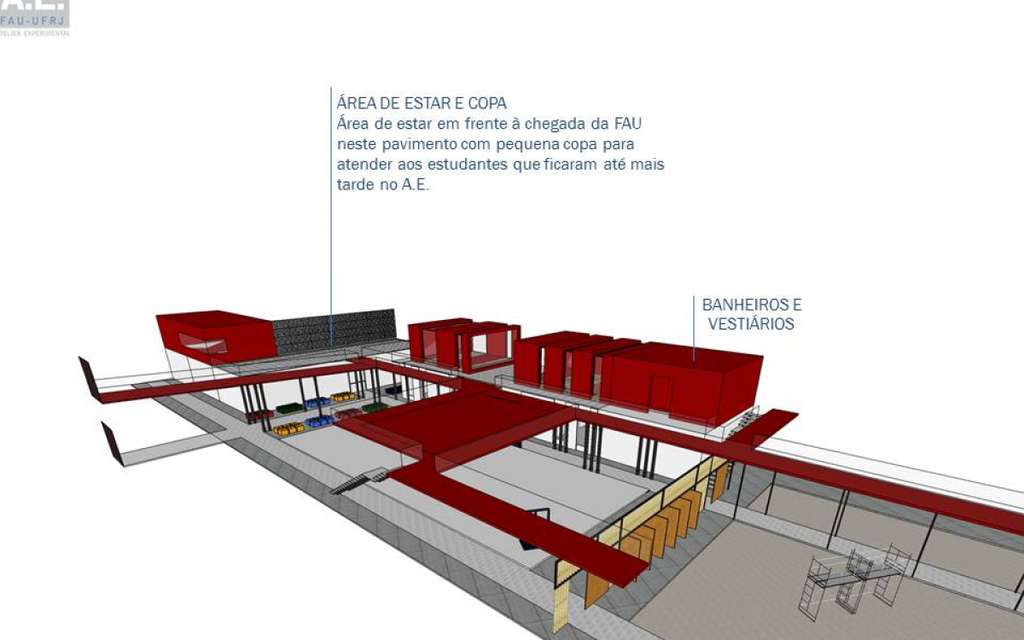 A.E.
FAU-UFRJ
ÁREA DE ESTAR E COPA
Área de estar em frente à chegada da FAU
neste pavimento com pequena copa para
atender aos estudantes que ficaram até mais
tarde no A.E.
BANHEIROS E
VESTIÁRIOS